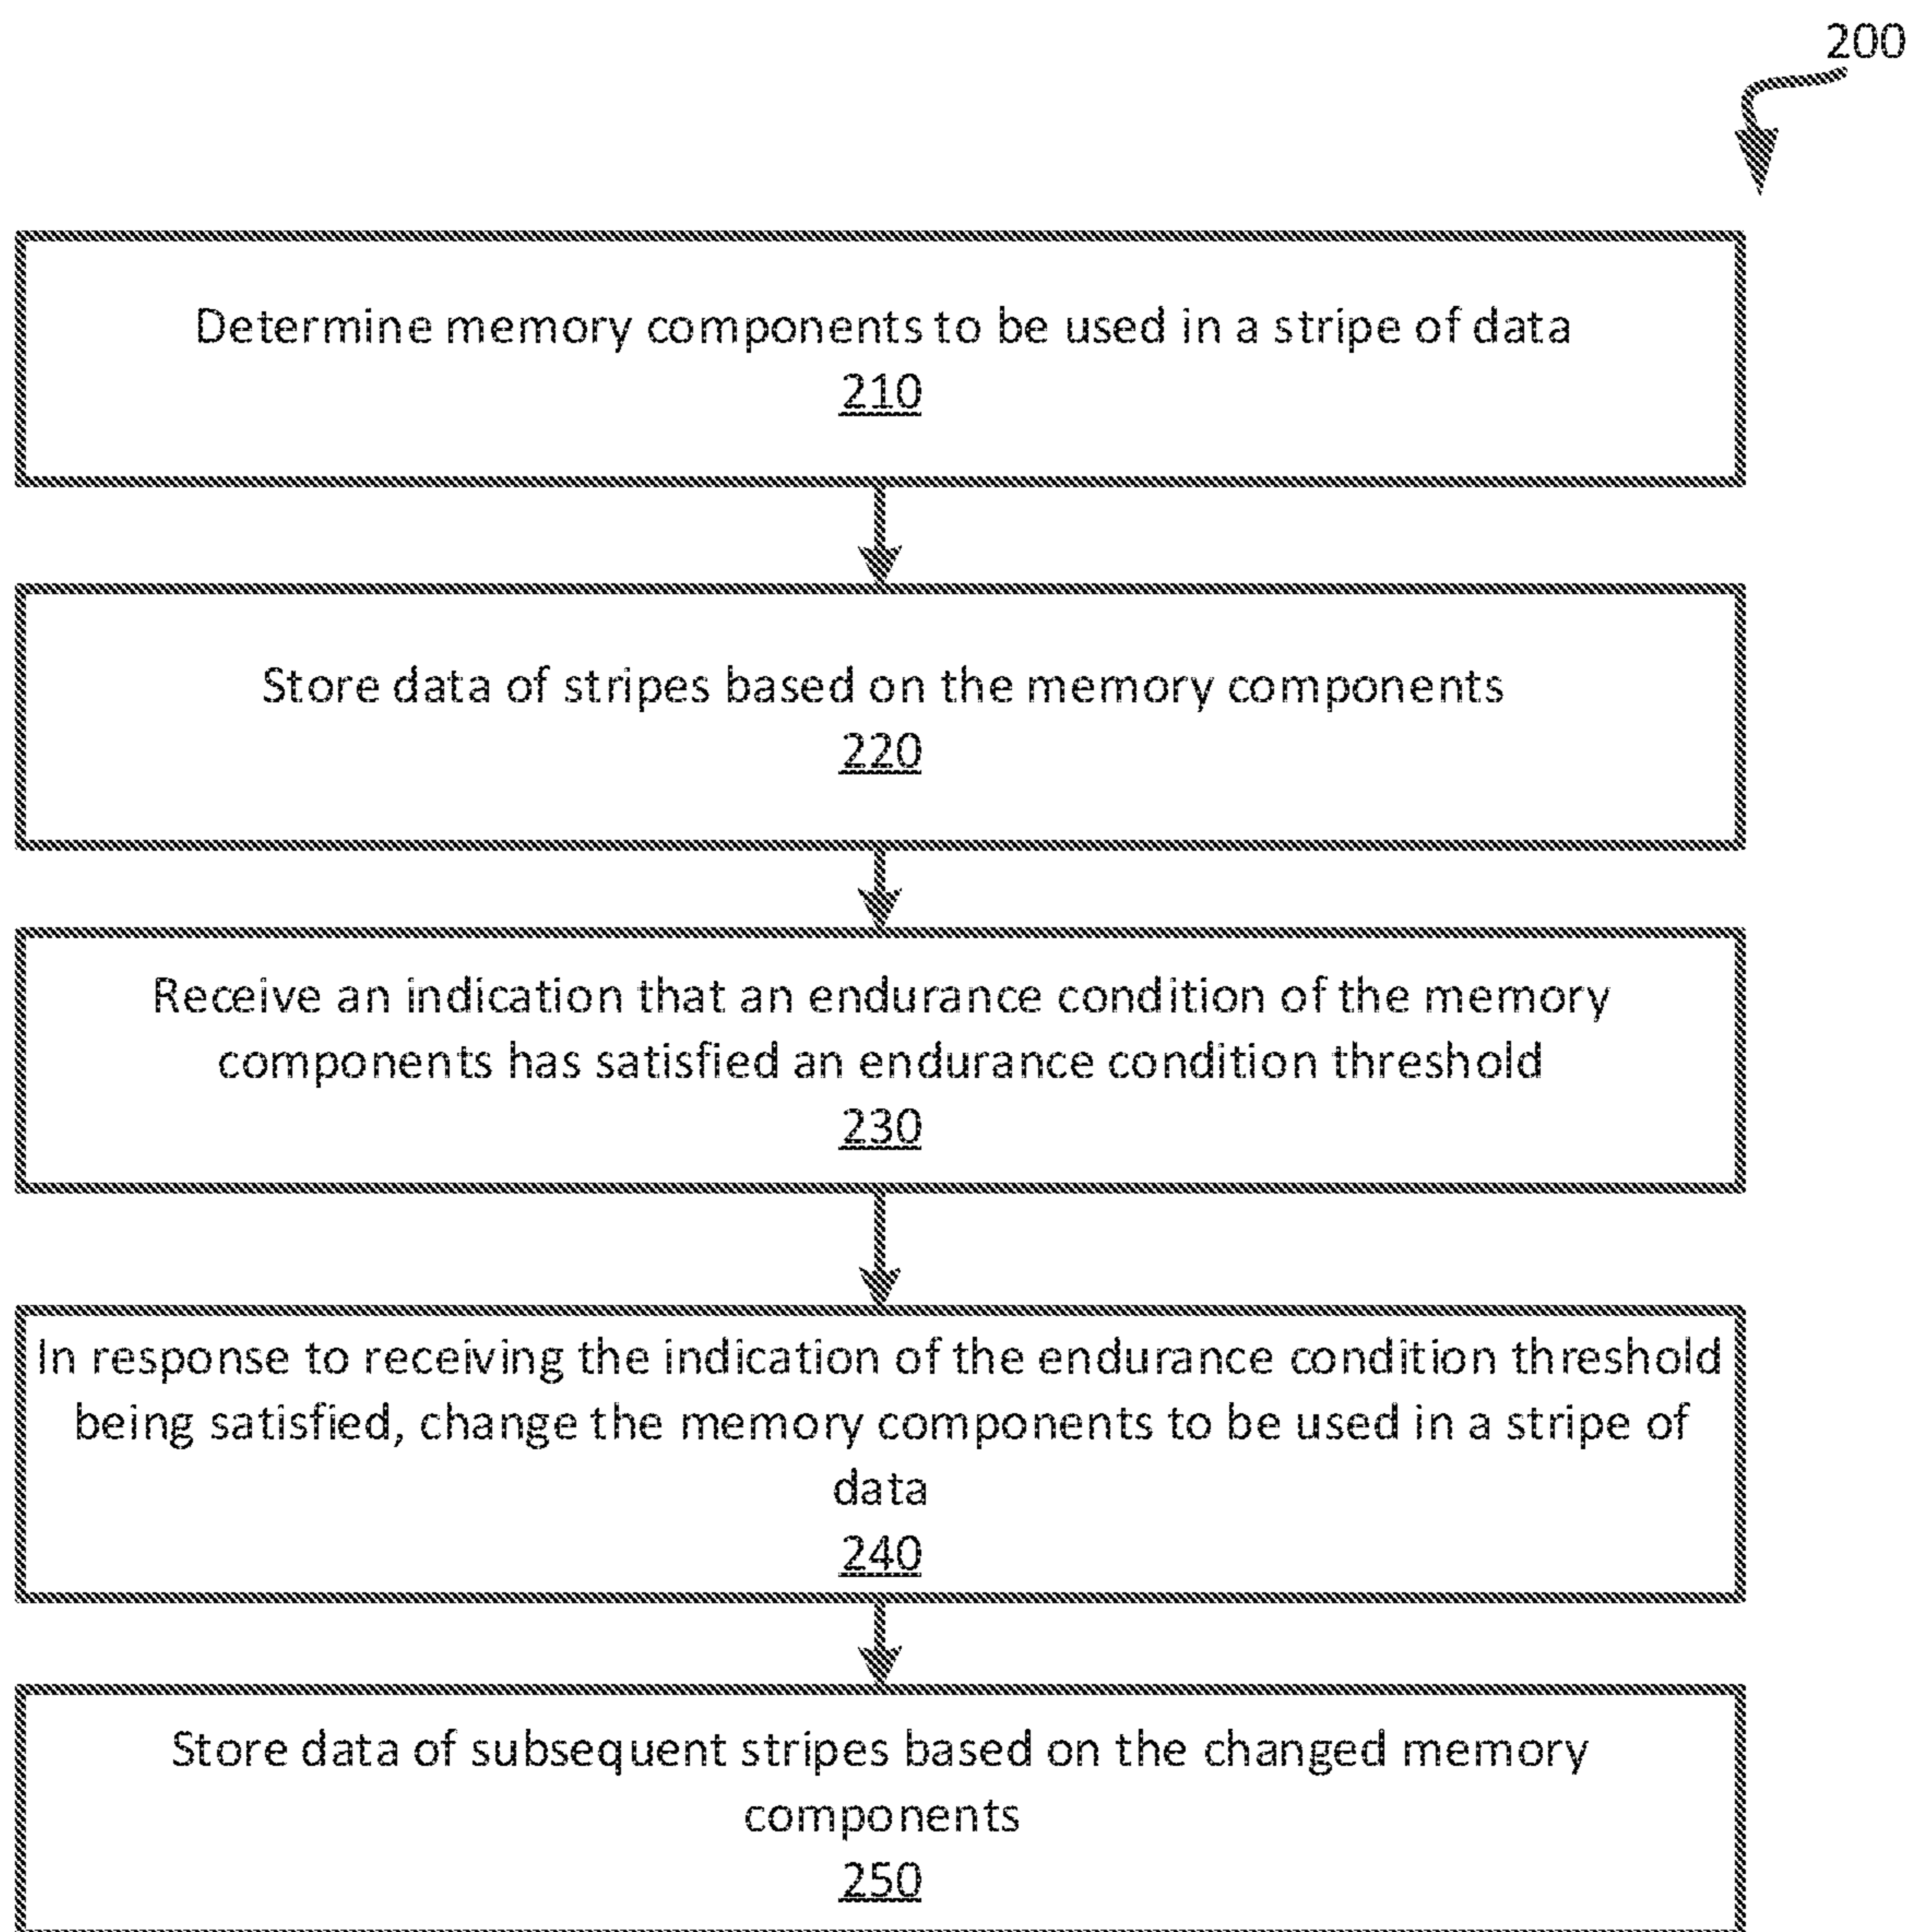 200
Determine memory components to be used in a stripe of data
210
Store data of stripes based on the memory components
220
Receive an indication that an endurance condition of the memory
components has satisfied an endurance condition threshold
230
In response to receiving the indication of the endurance condition threshold
being satisfied, change the memory components to be used in a stripe of
data
240
Store data of subsequent stripes based on the changed memory
components
250